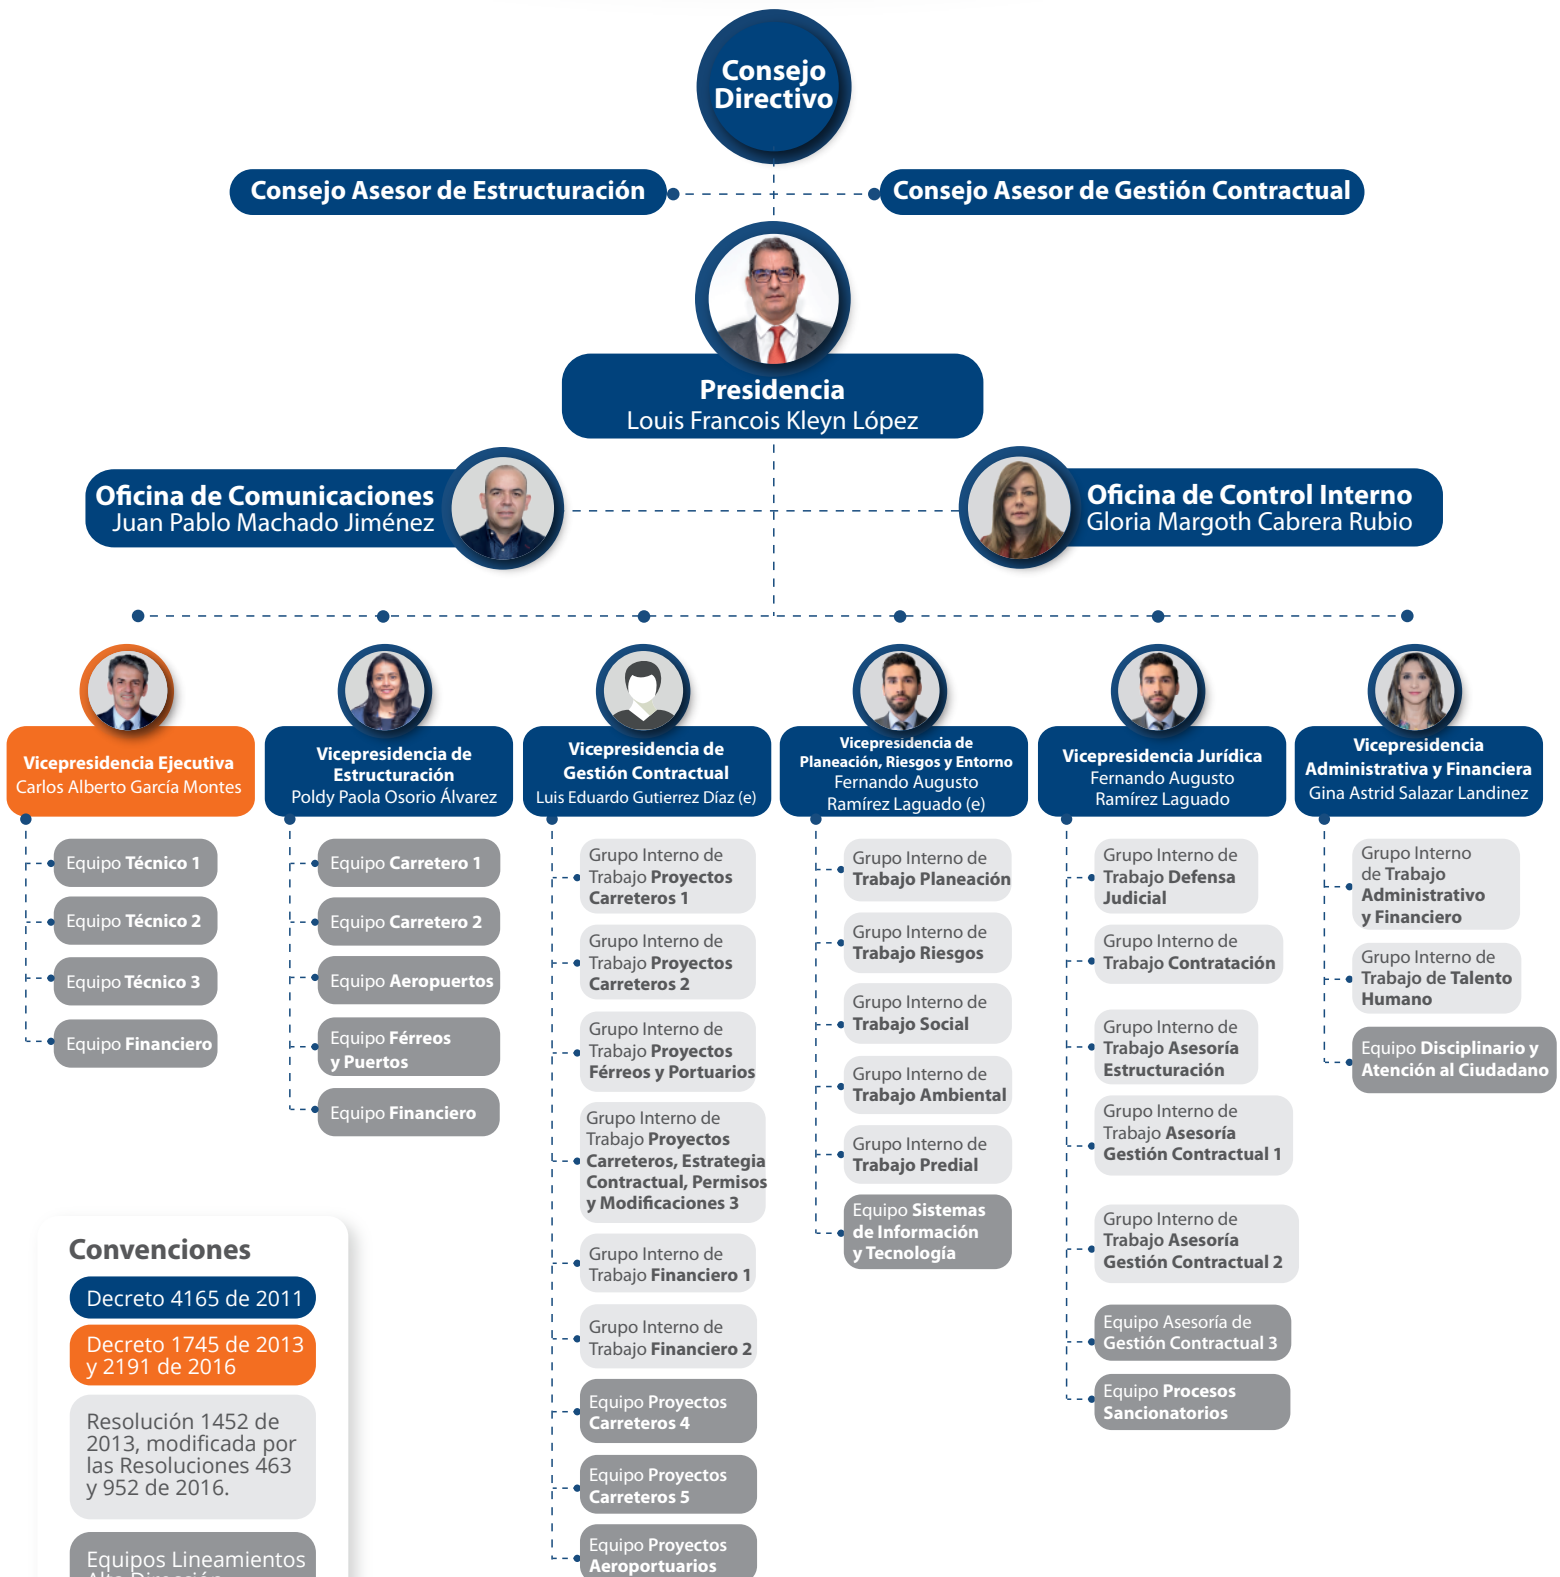 Consejo
Directivo
Consejo Asesor de Estructuración
Consejo Asesor de Gestión Contractual
Presidencia
Louis Francois Kleyn López
Oficina de Comunicaciones
Juan Pablo Machado Jiménez
Oficina de Control Interno
Gloria Margoth Cabrera Rubio
Vicepresidencia Ejecutiva
Carlos Alberto García Montes
Equipo Técnico 1
Equipo Técnico 2
Equipo Técnico 3
Equipo Financiero
Vicepresidencia de
Estructuración
Poldy Paola Osorio Álvarez
Equipo Carretero 1
Equipo Carretero 2
Equipo Aeropuertos
Equipo Férreos
y Puertos
Equipo Financiero
Vicepresidencia de
Gestión Contractual
Luis Eduardo Gutierrez Díaz (e)
Grupo Interno de
Trabajo Proyectos
Carreteros 1
Grupo Interno de
Trabajo Proyectos
Carreteros 2
Grupo Interno de
Trabajo Proyectos
Férreos y Portuarios
Grupo Interno de
Trabajo Proyectos
Carreteros, Estrategia
Contractual, Permisos
y Modificaciones 3
Grupo Interno de
Trabajo Financiero 1
Grupo Interno de
Trabajo Financiero 2
Equipo Proyectos
Carreteros 4
Equipo Proyectos
Carreteros 5
Equipo Proyectos
Aeroportuarios
Vicepresidencia de
Planeación, Riesgos y Entorno
Fernando Augusto
Ramírez Laguado (e)
Grupo Interno de
Trabajo Planeación
Grupo Interno de
Trabajo Riesgos
Grupo Interno de
Trabajo Social
Grupo Interno de
Trabajo Ambiental
Grupo Interno de
Trabajo Predial
Equipo Sistemas
de Información
y Tecnología
Vicepresidencia Jurídica
Fernando Augusto
Ramírez Laguado
Grupo Interno de
Trabajo Defensa
Judicial
Grupo Interno de
Trabajo Contratación
Grupo Interno de
Trabajo Asesoría
Estructuración
Grupo Interno de
Trabajo Asesoría
Gestión Contractual 1
Grupo Interno de
Trabajo Asesoría
Gestión Contractual 2
Equipo Asesoría de
Gestión Contractual 3
Equipo Procesos
Sancionatorios
Vicepresidencia
Administrativa y Financiera
Gina Astrid Salazar Landinez
Grupo Interno
de Trabajo
Administrativo
y Financiero
Grupo Interno de
Trabajo de Talento
Humano
Equipo Disciplinario y
Atención al Ciudadano
Convenciones
Decreto 4165 de 2011
Decreto 1745 de 2013
y 2191 de 2016
Resolución 1452 de
2013, modificada por
las Resoluciones 463
y 952 de 2016.
Equipos Lineamientos
Alta Dirección